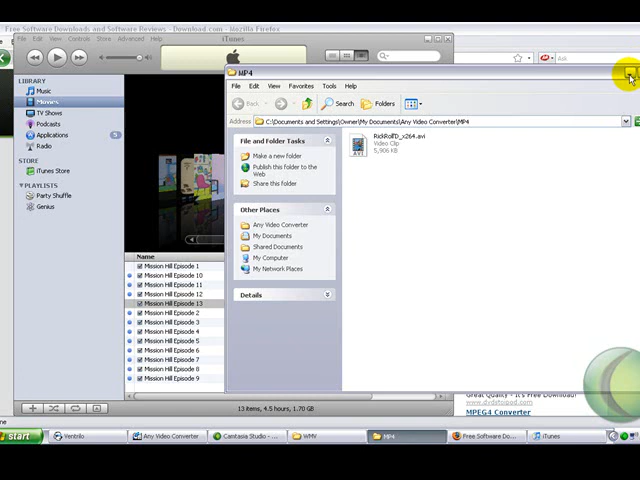 Free Software Downloads and Software Reviews - Download.com - Mozilla Firefox
iTunes
File Edit View Store Advanced Help
Ask
LIBRARY
Music
Movies
TV Shows
Podcasts
Applications 5
Radio
STORE
iTunes Store
PLAYLISTS
Party Shuffle
Genius
MP4
File Edit View Favorites Tools Help
Back Search Folders
Address C:\Documents and Settings\Owner\My Documents\Any Video Converter\MP4
File and Folder Tasks
Make a new folder
Publish this folder to the
Web
Share this folder
Other Places
Any Video Converter
My Documents
Shared Documents
My Computer
My Network Places
Details
AVI
RickRoll'D_x264.avi
Video Clip
5,906 KB
Name
Mission Hill Episode 1
Mission Hill Episode 10
Mission Hill Episode 11
Mission Hill Episode 12
Mission Hill Episode 13
Mission Hill Episode 2
Mission Hill Episode 3
Mission Hill Episode 4
Mission Hill Episode 5
Mission Hill Episode 6
Mission Hill Episode 7
Mission Hill Episode 8
Mission Hill Episode 9
13 items, 4.5 hours, 1.70 GB
Great Quality - It's Free Download!
MPEG4 Converter
start Ventrilo Any Video Converter Camtasia Studio - ... WMV MP4 Firefox Free Software Do... iTunes